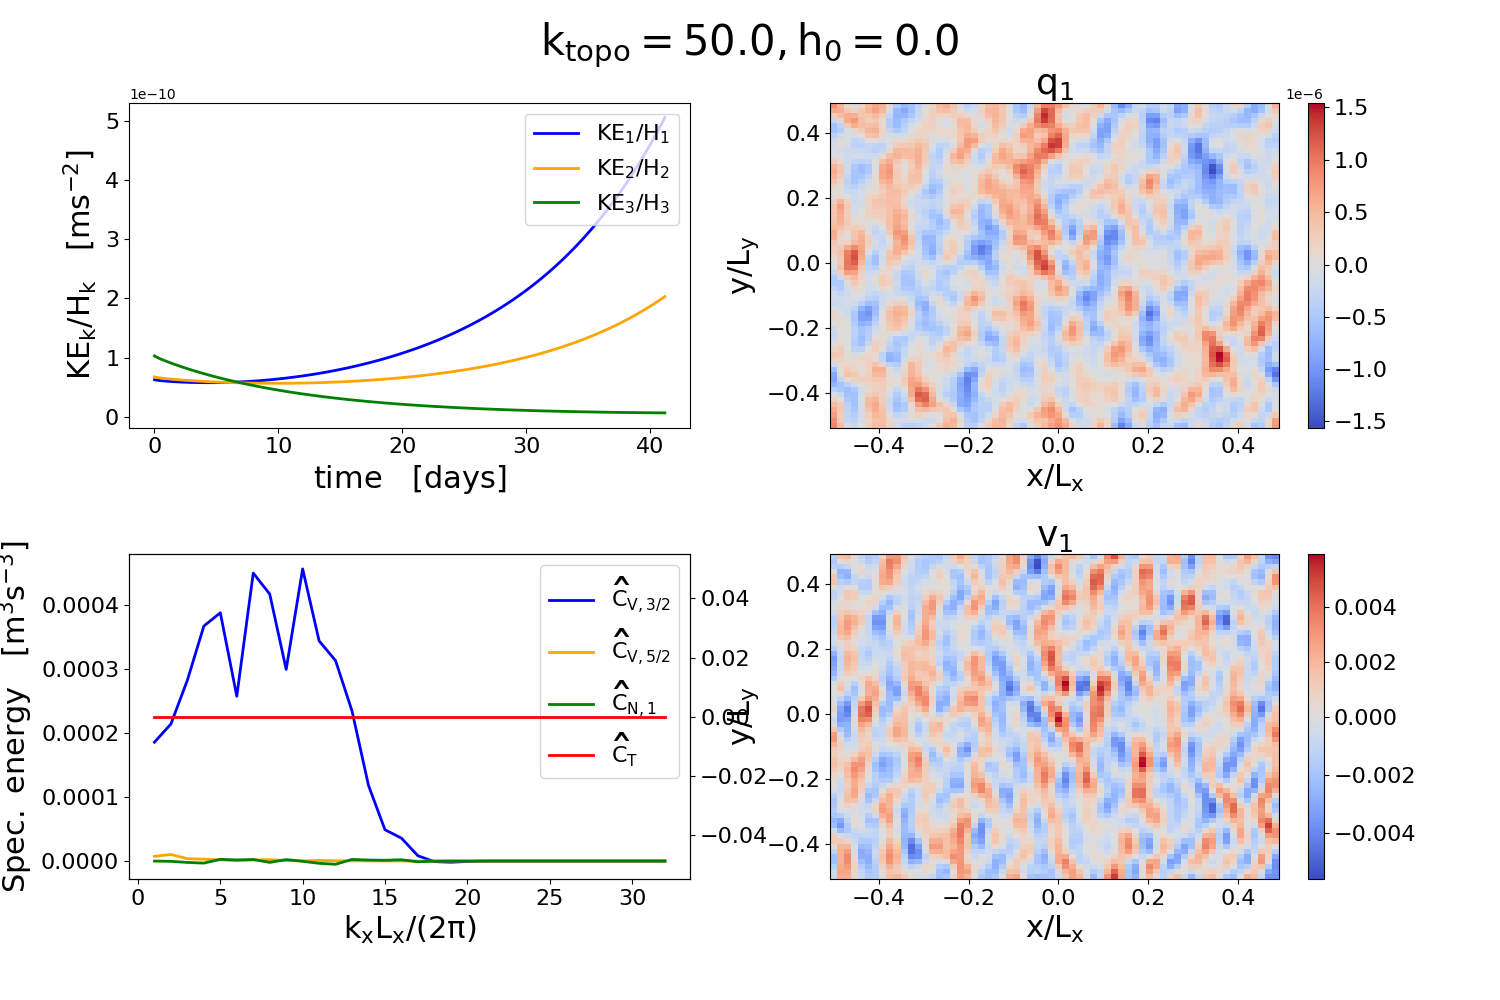 k_topo = 50.0, h_0 = 0.0
1e−10
5
4
3
2
1
0
KE_k/H_k [ms^−2]
KE_1/H_1
KE_2/H_2
KE_3/H_3
0 10 20 30 40
time [days]
q_1
0.4
0.2
0.0
−0.2
−0.4
y/L_y
−0.4 −0.2 0.0 0.2 0.4
x/L_x
1e−6
1.5
1.0
0.5
0.0
−0.5
−1.0
−1.5
Spec. energy [m^3s^−3]
0.0004
0.0003
0.0002
0.0001
0.0000
Ĉ_V,3/2
Ĉ_V,5/2
Ĉ_N,1
Ĉ_T
0.04
0.02
0.00
−0.02
−0.04
0 5 10 15 20 25 30
k_xL_x/(2π)
v_1
y/L_y
0.4
0.2
0.0
−0.2
−0.4
−0.4 −0.2 0.0 0.2 0.4
x/L_x
0.004
0.002
0.000
−0.002
−0.004